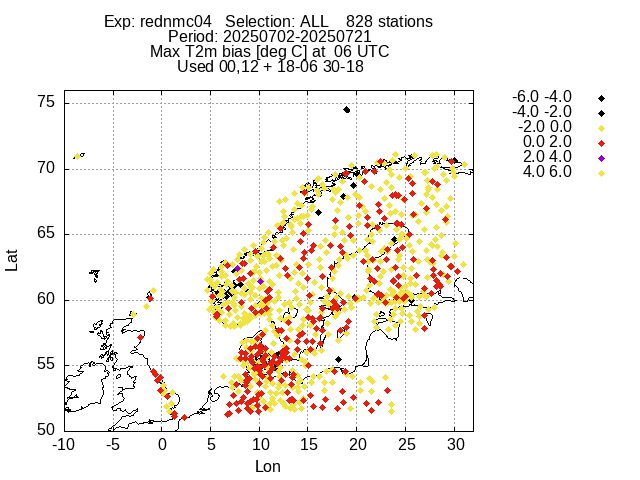 Exp: rednmc04   Selection: ALL    828 stations
Period: 20250702-20250721
Max T2m bias [deg C] at  06 UTC
Used 00,12 + 18-06 30-18
-6.0 -4.0
-4.0 -2.0
-2.0 0.0
0.0 2.0
2.0 4.0
4.0 6.0
75
70
65
60
55
50
Lat
-10 -5 0 5 10 15 20 25 30
Lon